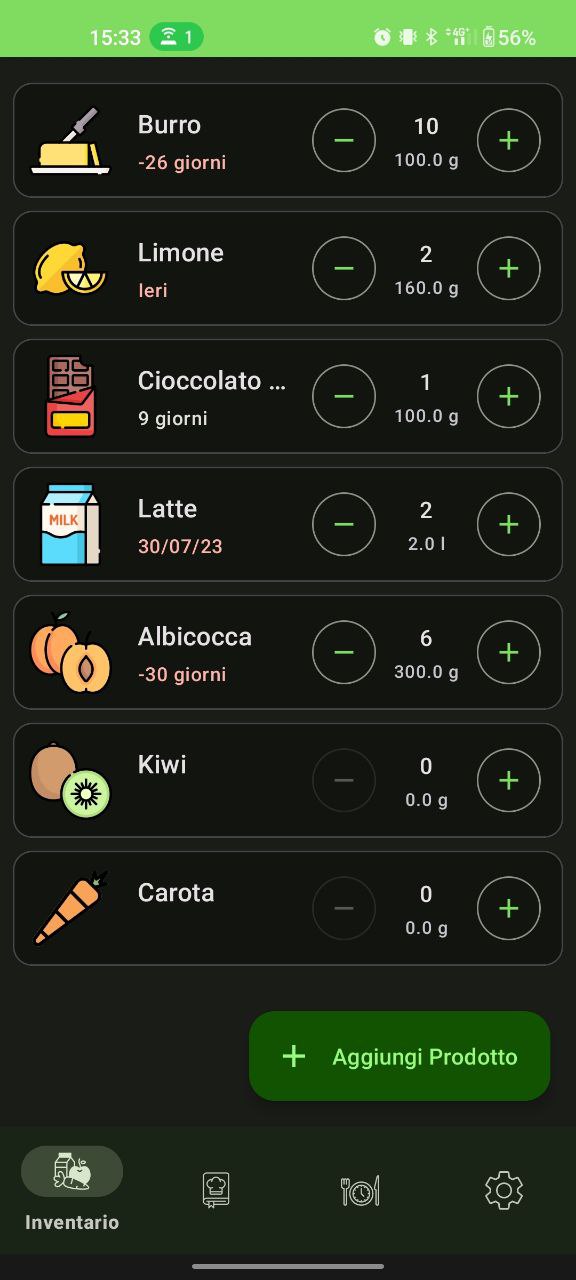 15:33
1
4G+
56%
Burro
-26 giorni
10
100.0 g
Limone
Ieri
2
160.0 g
Cioccolato ...
9 giorni
1
100.0 g
MILK
Latte
30/07/23
2
2.0 l
Albicocca
-30 giorni
6
300.0 g
Kiwi
0
0.0 g
Carota
0
0.0 g
+ Aggiungi Prodotto
Inventario